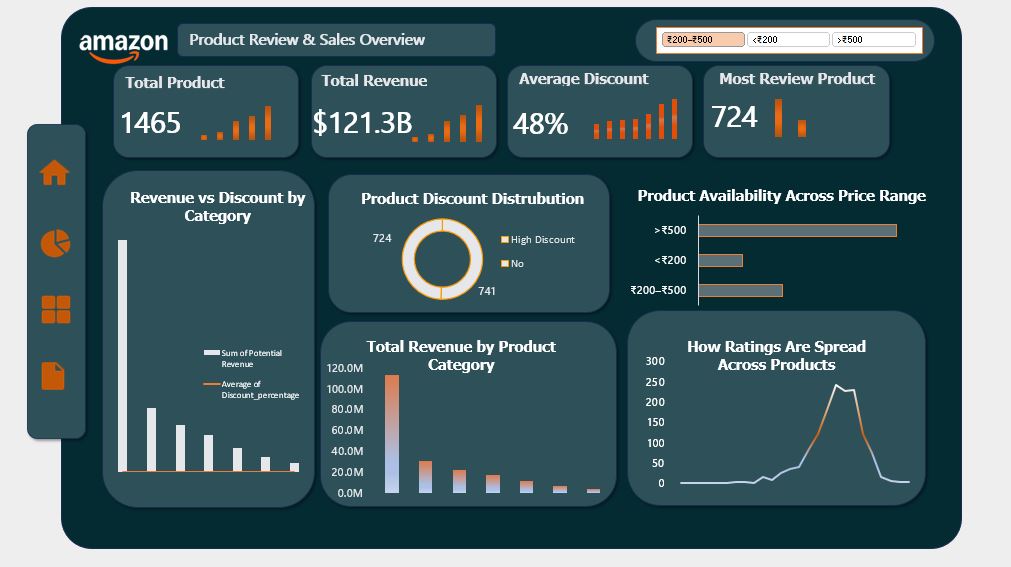 amazon
Product Review & Sales Overview
₹200–₹500
<₹200
>₹500
Total Product
1465
Total Revenue
$121.3B
Average Discount
48%
Most Review Product
724
Revenue vs Discount by
Category
Sum of Potential
Revenue
Average of
Discount_percentage
Product Discount Distrubution
724
741
High Discount
No
Product Availability Across Price Range
>₹500
<₹200
₹200–₹500
Total Revenue by Product
Category
120.0M
100.0M
80.0M
60.0M
40.0M
20.0M
0.0M
How Ratings Are Spread
Across Products
300
250
200
150
100
50
0